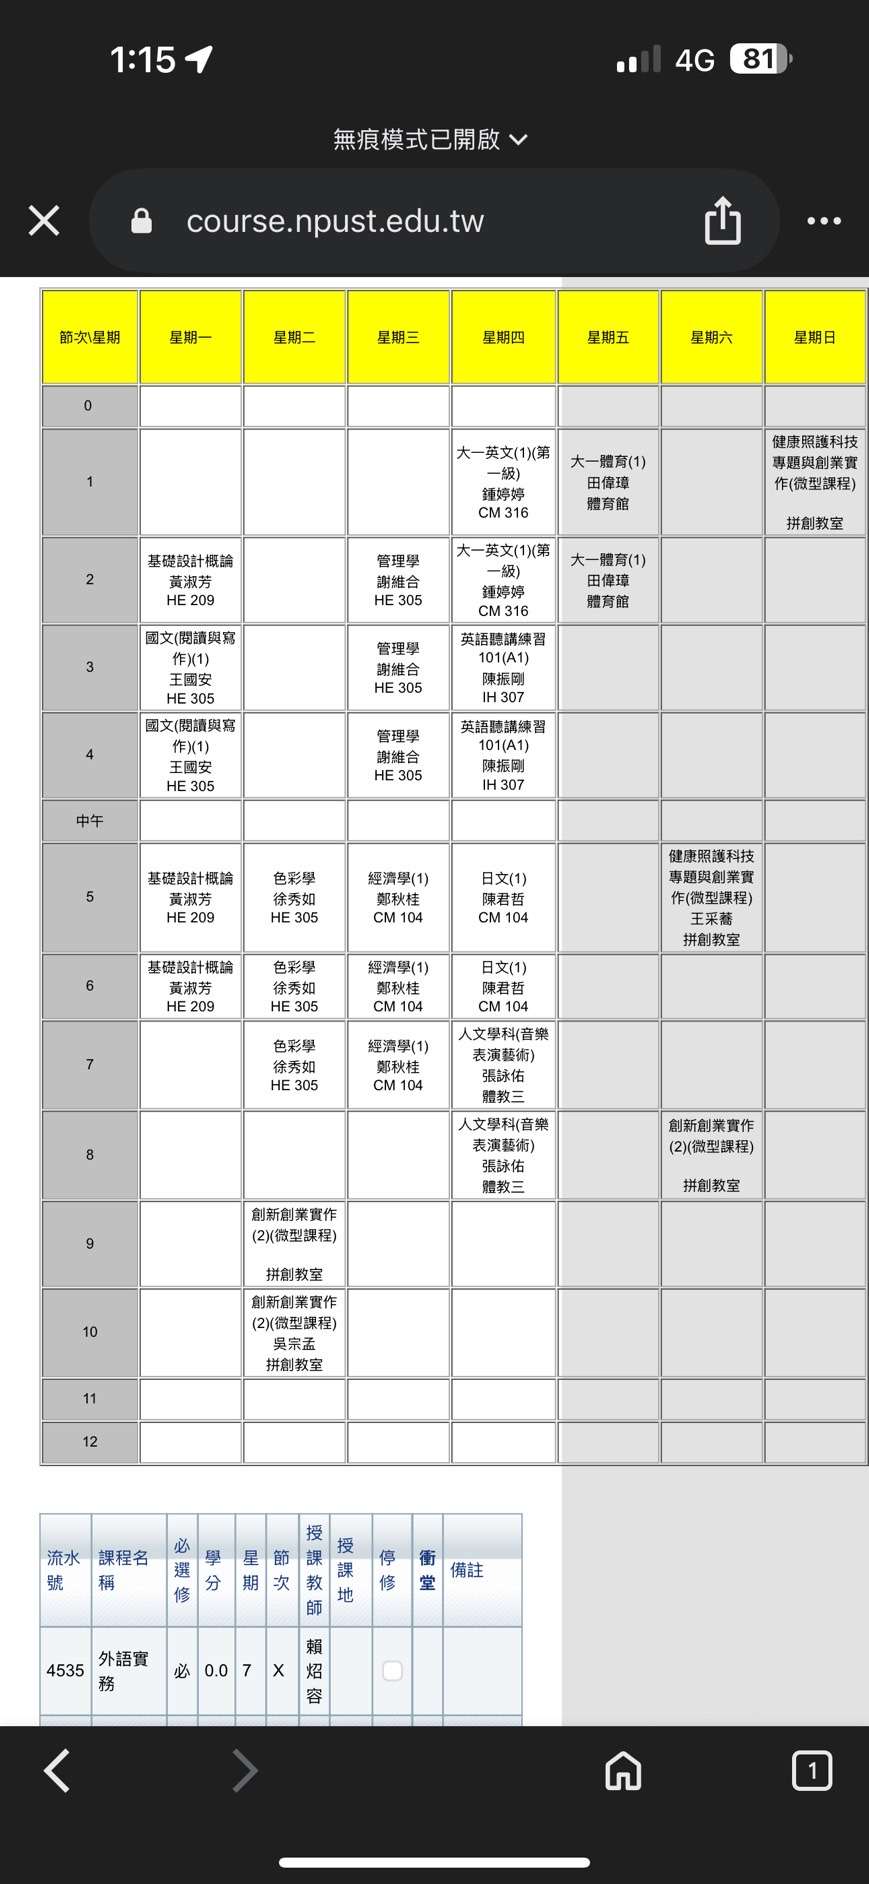 1:15
4G
81
無痕模式已開啟
course.npust.edu.tw
節次\星期 星期一 星期二 星期三 星期四 星期五 星期六 星期日
0
1
大一英文(1)(第
一級)
鍾婷婷
CM 316
大一體育(1)
田偉璋
體育館
健康照護科技
專題與創業實
作(微型課程)
拼創教室
2
基礎設計概論
黃淑芳
HE 209
管理學
謝維合
HE 305
大一英文(1)(第
一級)
鍾婷婷
CM 316
大一體育(1)
田偉璋
體育館
3
國文(閱讀與寫
作)(1)
王國安
HE 305
管理學
謝維合
HE 305
英語聽講練習
101(A1)
陳振剛
IH 307
4
國文(閱讀與寫
作)(1)
王國安
HE 305
管理學
謝維合
HE 305
英語聽講練習
101(A1)
陳振剛
IH 307
中午
5
基礎設計概論
黃淑芳
HE 209
色彩學
徐秀如
HE 305
經濟學(1)
鄭秋桂
CM 104
日文(1)
陳君哲
CM 104
健康照護科技
專題與創業實
作(微型課程)
王采蕎
拼創教室
6
基礎設計概論
黃淑芳
HE 209
色彩學
徐秀如
HE 305
經濟學(1)
鄭秋桂
CM 104
日文(1)
陳君哲
CM 104
7
色彩學
徐秀如
HE 305
經濟學(1)
鄭秋桂
CM 104
人文學科(音樂
表演藝術)
張詠佑
體教三
8
人文學科(音樂
表演藝術)
張詠佑
體教三
創新創業實作
(2)(微型課程)
拼創教室
9
創新創業實作
(2)(微型課程)
拼創教室
10
創新創業實作
(2)(微型課程)
吳宗孟
拼創教室
11
12
流水
號
課程名
稱
必
選
修
學
分
星
期
節
次
授
課
教
師
授
課
地
停
修
衝
堂
備註
4535
外語實
務
必
0.0
7
X
賴
炤
容
1